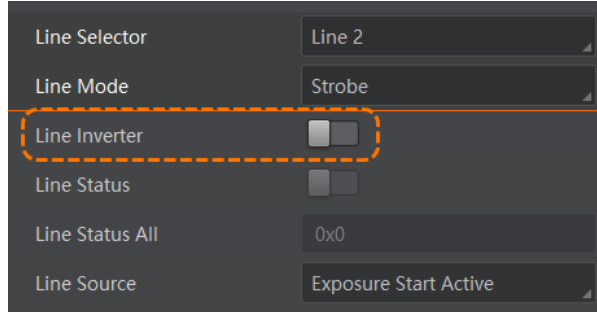 Line Selector Line 2
Line Mode Strobe
Line Inverter
Line Status
Line Status All 0x0
Line Source Exposure Start Active